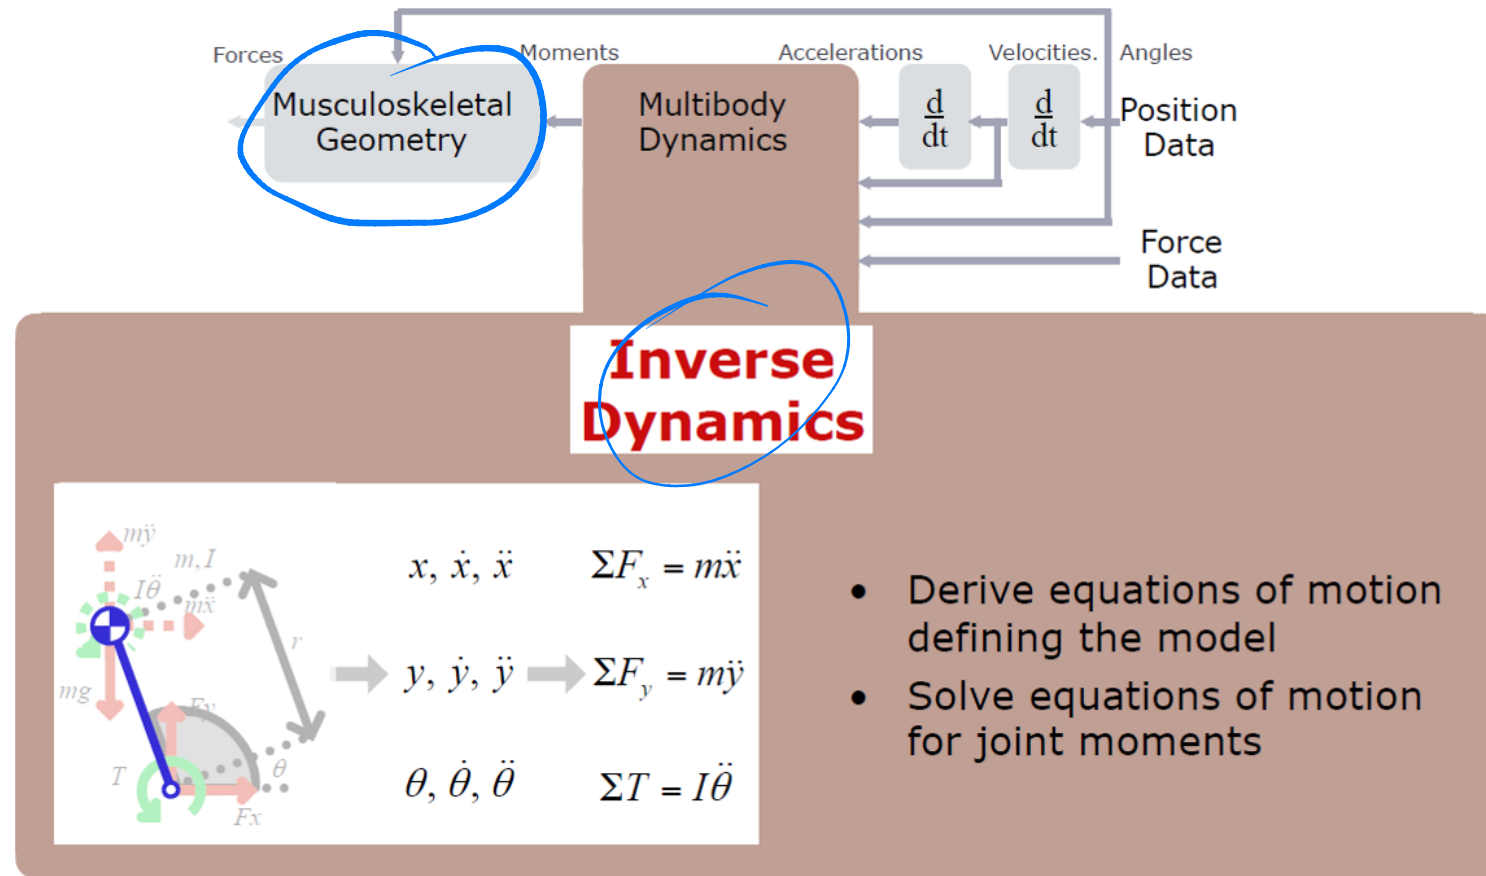 Forces
Moments
Accelerations
Velocities.
Angles
Musculoskeletal
Geometry
Multibody
Dynamics
d
dt
d
dt
Position
Data
Force
Data
Inverse
Dynamics
mÿ
m, I
Iθ̈
mẍ
r
mg
Fy
T
θ
Fx
x, ẋ, ẍ
ΣFₓ = mẍ
y, ẏ, ÿ
ΣF_y = mÿ
θ, θ̇, θ̈
ΣT = Iθ̈
• Derive equations of motion
defining the model
• Solve equations of motion
for joint moments